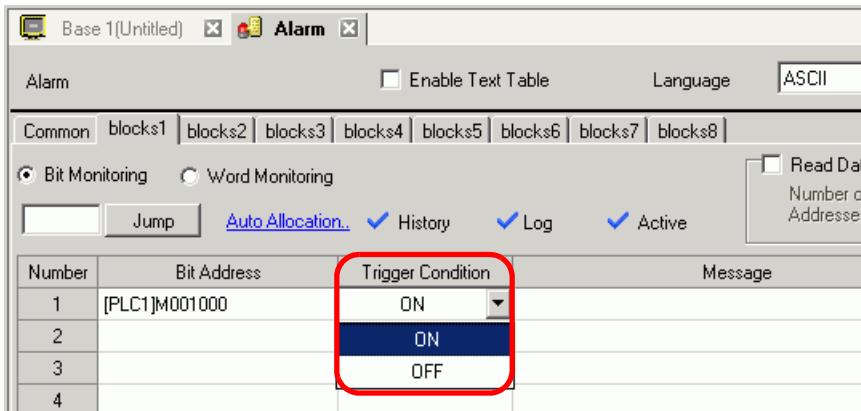 Base 1(Untitled) Alarm
Alarm Enable Text Table Language ASCII
Common blocks1 blocks2 blocks3 blocks4 blocks5 blocks6 blocks7 blocks8
Bit Monitoring Word Monitoring Read Dat
Number o
Jump Auto Allocation.. History Log Active Addresse
Number Bit Address Trigger Condition Message
1 [PLC1]M001000 ON
2 ON
3 OFF
4